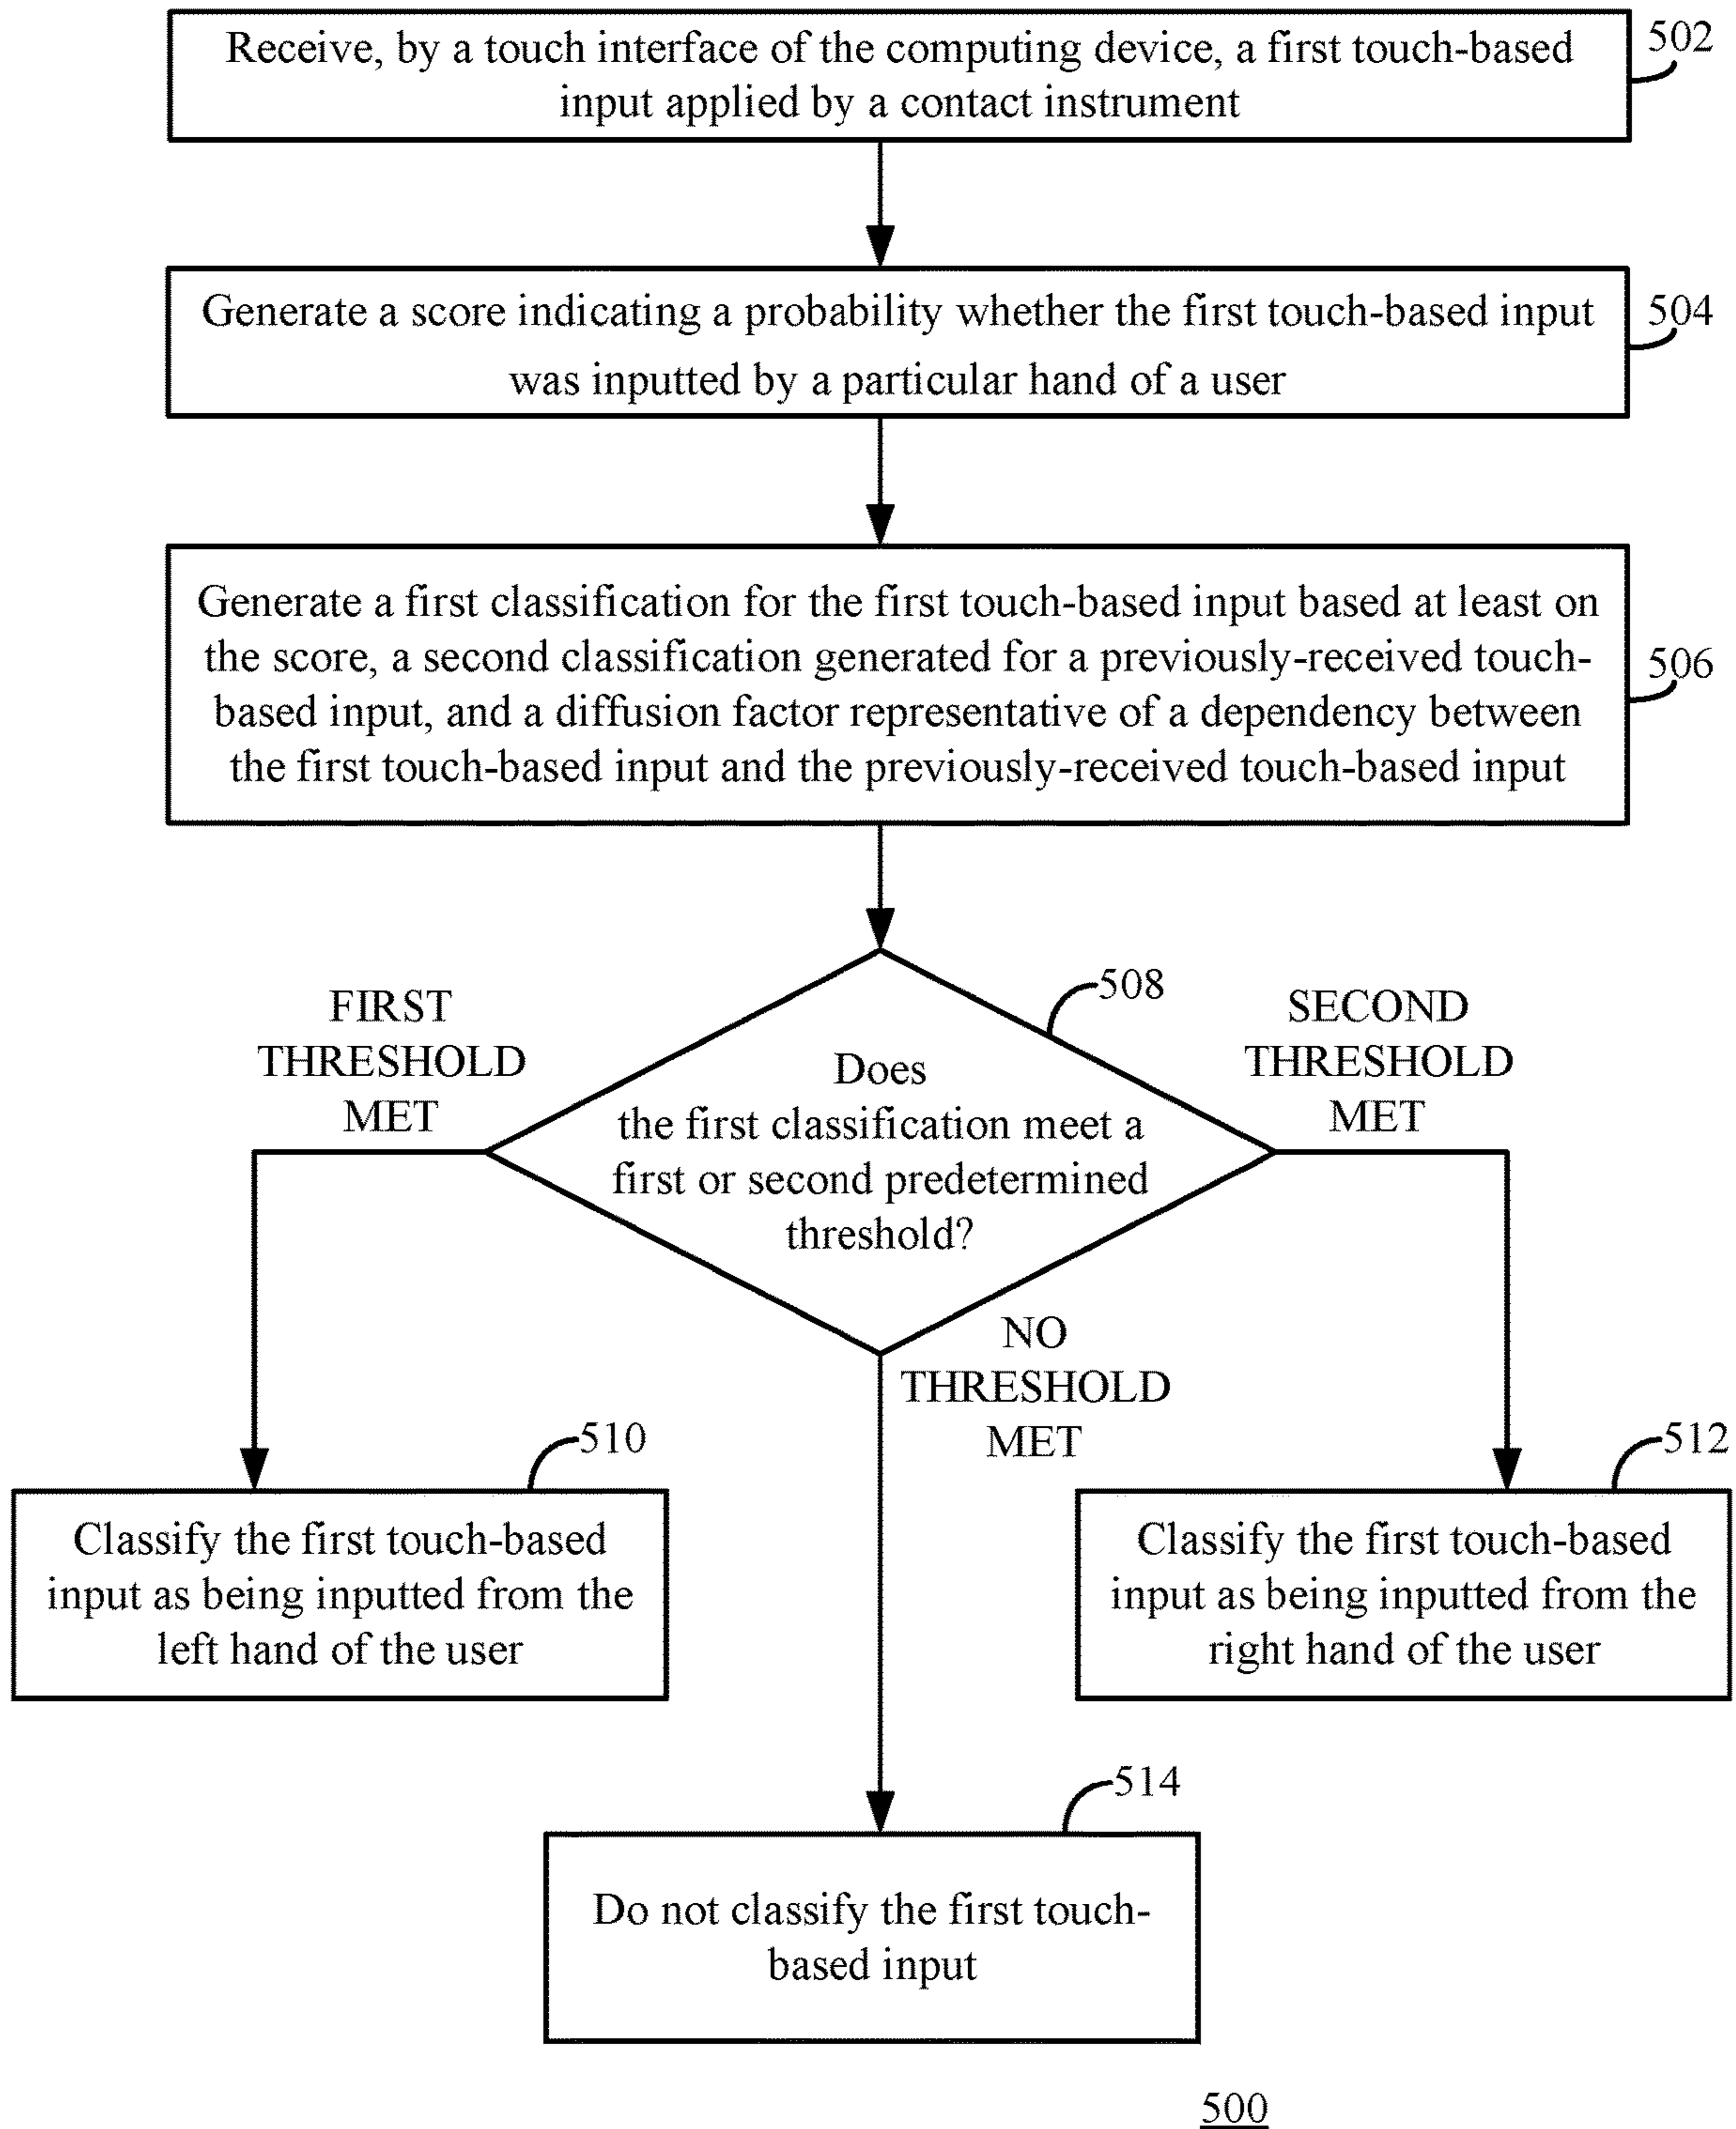 Receive, by a touch interface of the computing device, a first touch-based
input applied by a contact instrument
502
Generate a score indicating a probability whether the first touch-based input
was inputted by a particular hand of a user
504
Generate a first classification for the first touch-based input based at least on
the score, a second classification generated for a previously-received touch-
based input, and a diffusion factor representative of a dependency between
the first touch-based input and the previously-received touch-based input
506
508
FIRST
THRESHOLD
MET
Does
the first classification meet a
first or second predetermined
threshold?
SECOND
THRESHOLD
MET
NO
THRESHOLD
MET
510
Classify the first touch-based
input as being inputted from the
left hand of the user
512
Classify the first touch-based
input as being inputted from the
right hand of the user
514
Do not classify the first touch-
based input
500